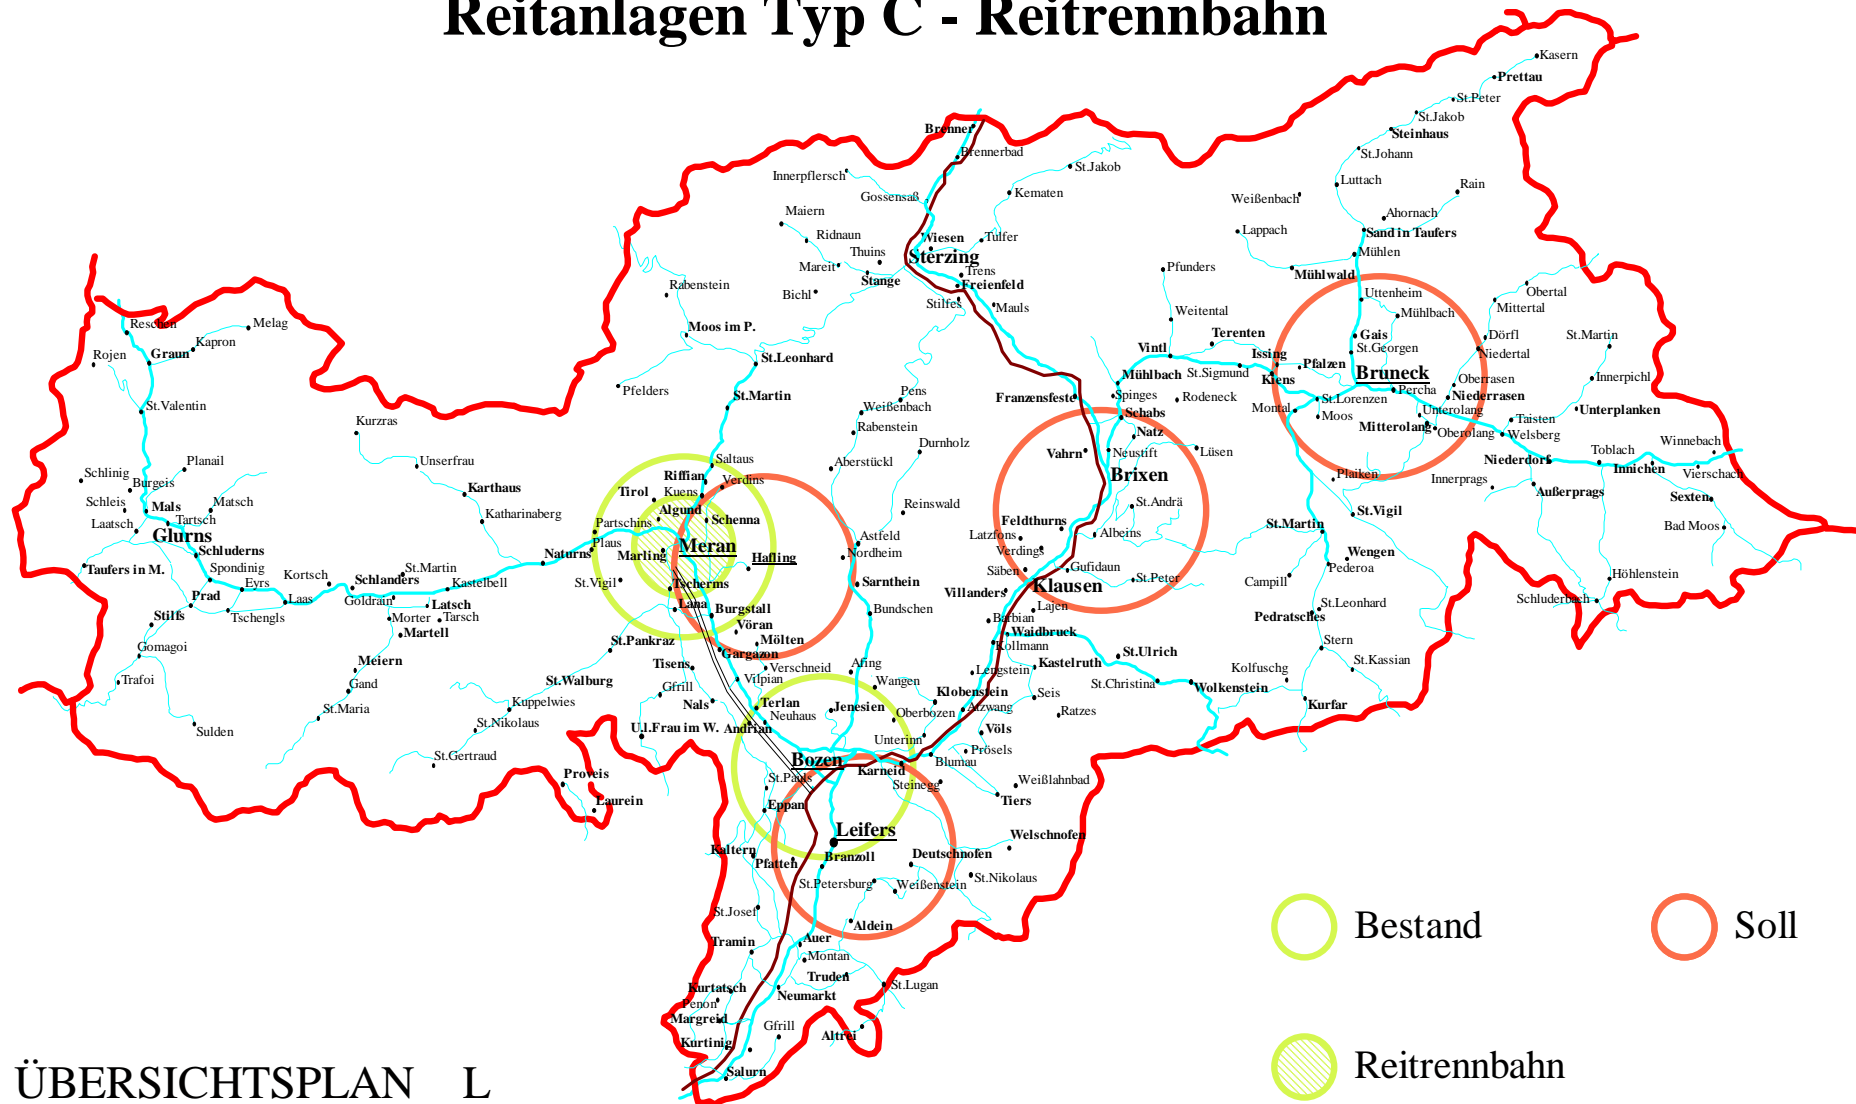 Reitanlagen Typ C - Reitrennbahn
Kasern
Prettau
St.Peter
St.Jakob
Steinhaus
St.Johann
Luttach
Rain
Weißenbach
Ahornach
Lappach
Sand in Taufers
Mühlen
Mühlwald
Brenner
Brennerbad
St.Jakob
Innerpflersch
Gossensaß
Kematen
Maiern
Ridnaun
Wiesen
Tulfer
Thuins
Mareit
Sterzing
Stange
Trens
Freienfeld
Bichl
Stilfes
Mauls
Pfunders
Rabenstein
Uttenheim
Obertal
Mittertal
Mühlbach
Weitental
Moos im P.
Reschen
Melag
Kapron
Rojen
Graun
Terenten
Gais
Dörfl
St.Martin
Vintl
Issing
St.Georgen
Niedertal
St.Leonhard
Pfalzen
St.Sigmund
Kiens
Bruneck
Mühlbach
Oberrasen
Innerpichl
Pfelders
Pens
Percha
Niederrasen
St.Martin
Franzensfeste
Spinges
Rodeneck
St.Lorenzen
St.Valentin
Weißenbach
Montal
Moos
Unterolang
Unterplanken
Schabs
Taisten
Kurzras
Rabenstein
Natz
Mitterolang
Oberolang
Welsberg
Durnholz
Winnebach
Vahrn
Neustift
Lüsen
Toblach
Unserfrau
Saltaus
Aberstückl
Niederdorf
Innichen
Vierschach
Planail
Schlinig
Burgeis
Riffian
Verdins
Brixen
Plaiken
Innerprags
Karthaus
Tirol
Kuens
Außerprags
Sexten
Schleis
Mals
Matsch
Reinswald
St.Andrä
Algund
Schenna
St.Vigil
Laatsch
Tartsch
Katharinaberg
Partschins
Feldthurns
St.Martin
Bad Moos
Glurns
Plaus
Meran
Astfeld
Latzfons
Albeins
Schluderns
Naturns
Marling
Hafling
Nordheim
Verdings
Wengen
Taufers in M.
Spondinig
St.Martin
Säben
Gufidaun
Pederoa
Kortsch
Schlanders
St.Vigil
Tscherms
Sarnthein
St.Peter
Campill
Höhlenstein
Eyrs
Kastelbell
Klausen
Prad
Laas
Goldrain
Latsch
Lana
Burgstall
Bundschen
Villanders
Lajen
St.Leonhard
Schluderbach
Stilfs
Tschengls
Morter
Tarsch
Vöran
Barbian
Pedratsches
Martell
Waidbruck
Gomagoi
St.Pankraz
Mölten
Kollmann
Stern
Meiern
Gargazon
St.Ulrich
Tisens
Verschneid
Afing
Kastelruth
Kolfuschg
St.Kassian
Trafoi
Gand
St.Walburg
Vilpian
Wangen
Lengstein
St.Christina
Wolkenstein
Gfrill
Klobenstein
Seis
Kuppelwies
Nals
Terlan
Jenesien
Kurfar
St.Maria
Neuhaus
Oberbozen
Atzwang
Ratzes
Sulden
St.Nikolaus
U.l.Frau im W.
Andrian
Völs
Unterinn
St.Gertraud
Prösels
Bozen
Blumau
Karneid
Proveis
St.Pauls
Steinegg
Weißlahnbad
Laurein
Eppan
Tiers
Leifers
Welschnofen
Kaltern
Pfatten
Branzoll
Deutschnofen
St.Petersburg
Weißenstein
St.Nikolaus
St.Josef
Aldein
Bestand
Soll
Tramin
Auer
Montan
Truden
Kurtatsch
St.Lugan
Penon
Neumarkt
Margreid
Gfrill
Altrei
Kurtinig
Reitrennbahn
Salurn
ÜBERSICHTSPLAN L